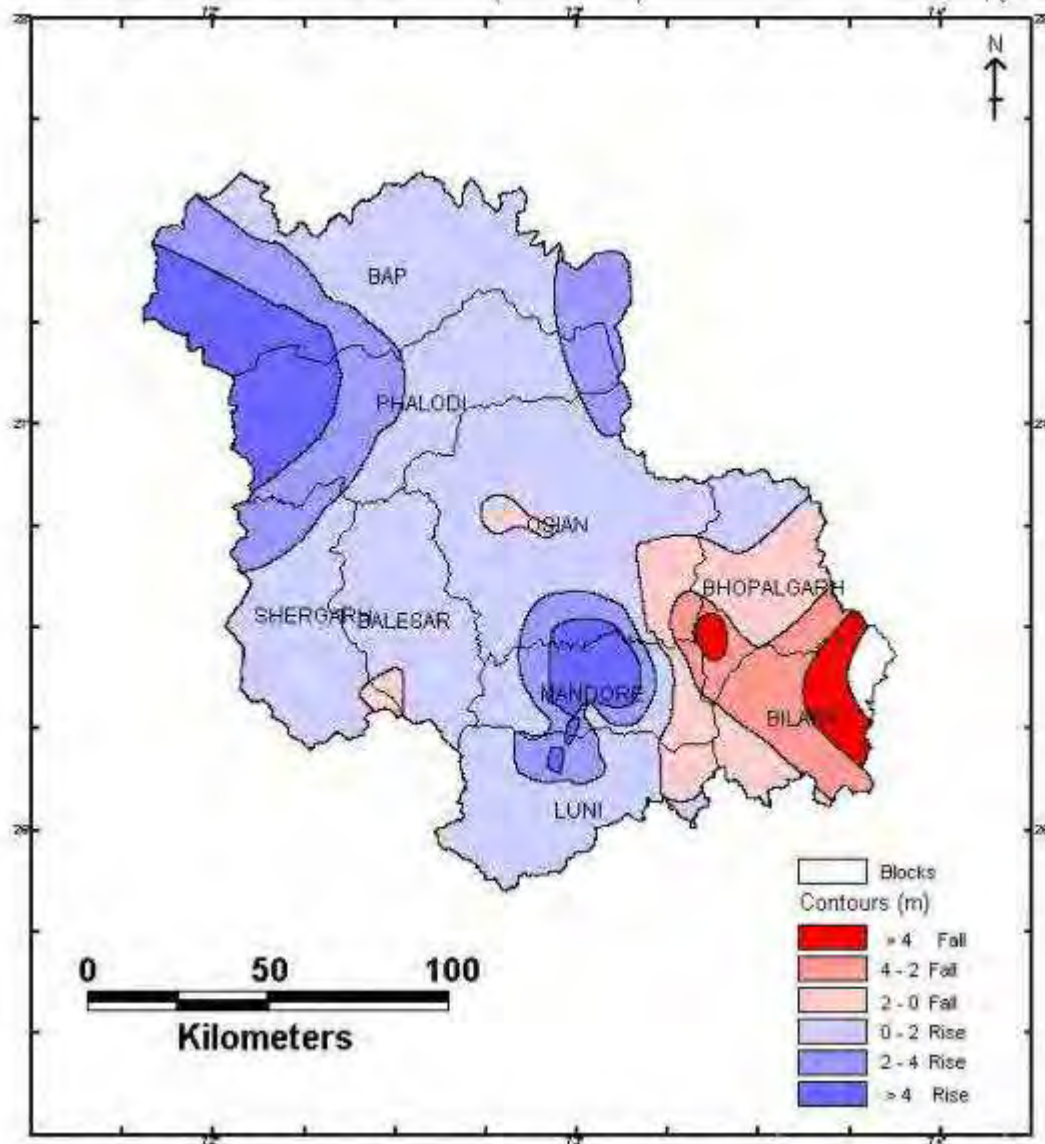 N
BAP
PHALODI
OSIAN
BHOPALGARH
SHERGARH
BALESAR
MANDORE
BILARA
LUNI
Blocks
Contours (m)
> 4 Fall
4 - 2 Fall
2 - 0 Fall
0 - 2 Rise
2 - 4 Rise
> 4 Rise
0 50 100
Kilometers